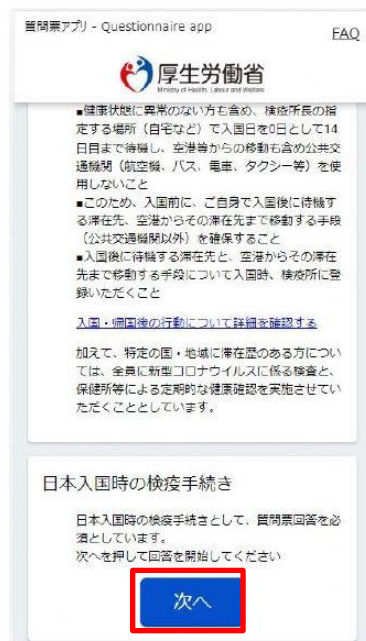 質問票アプリ - Questionnaire app
FAQ
厚生労働省
Ministry of Health, Labour and Welfare
■健康状態に異常のない方も含め、検疫所長の指
定する場所（自宅など）で入国日を0日として14
日目まで待機し、空港等からの移動も含め公共交
通機関（航空機、バス、電車、タクシー等）を使
用しないこと
■このため、入国前に、ご自身で入国後に待機す
る滞在先、空港からその滞在先まで移動する手段
（公共交通機関以外）を確保すること
■入国後に待機する滞在先と、空港からその滞在
先まで移動する手段について入国時、検疫所に登
録いただくこと
入国・帰国後の行動について詳細を確認する
加えて、特定の国・地域に滞在歴のある方につい
ては、全員に新型コロナウイルスに係る検査と、
保健所等による定期的な健康確認を実施させてい
ただくこととしています。
日本入国時の検疫手続き
日本入国時の検疫手続きとして、質問票回答を必
須としています。
次へを押して回答を開始してください
次へ